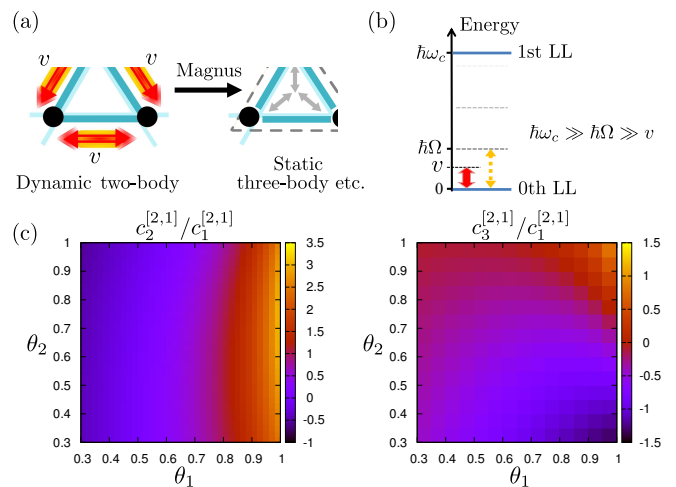 (a)
v
v
v
Magnus
Dynamic two-body
Static
three-body etc.
(b)
Energy
ħω_c
1st LL
ħω_c ≫ ħΩ ≫ v
ħΩ
v
0
0th LL
(c)
c_2^{[2,1]}/c_1^{[2,1]}
θ_2
1
0.9
0.8
0.7
0.6
0.5
0.4
0.3
0.3 0.4 0.5 0.6 0.7 0.8 0.9 1
θ_1
3.5
3
2.5
2
1.5
1
0.5
0
-0.5
-1
c_3^{[2,1]}/c_1^{[2,1]}
θ_2
1
0.9
0.8
0.7
0.6
0.5
0.4
0.3
0.3 0.4 0.5 0.6 0.7 0.8 0.9 1
θ_1
1.5
1
0.5
0
-0.5
-1
-1.5